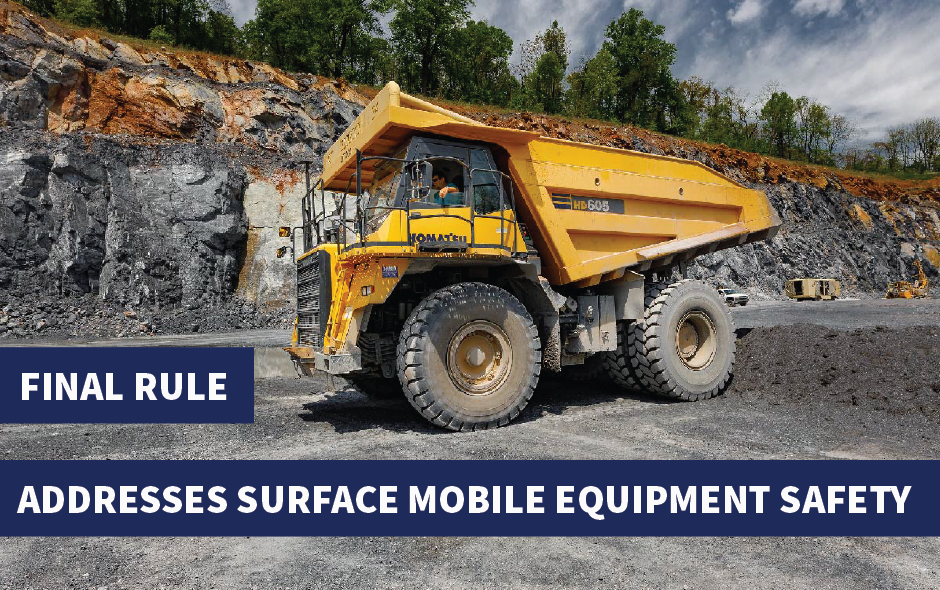 HD605
KOMATSU
FINAL RULE
ADDRESSES SURFACE MOBILE EQUIPMENT SAFETY